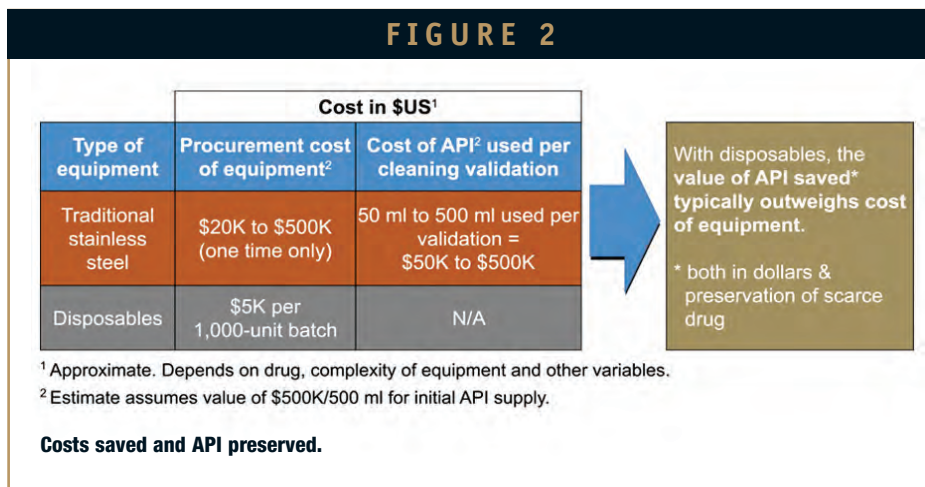 FIGURE 2
Cost in $US¹
Type of
equipment
Procurement cost
of equipment²
Cost of API² used per
cleaning validation
Traditional
stainless
steel
$20K to $500K
(one time only)
50 ml to 500 ml used per
validation =
$50K to $500K
Disposables
$5K per
1,000-unit batch
N/A
With disposables, the
value of API saved*
typically outweighs cost
of equipment.
* both in dollars &
preservation of scarce
drug
¹ Approximate. Depends on drug, complexity of equipment and other variables.
² Estimate assumes value of $500K/500 ml for initial API supply.
Costs saved and API preserved.